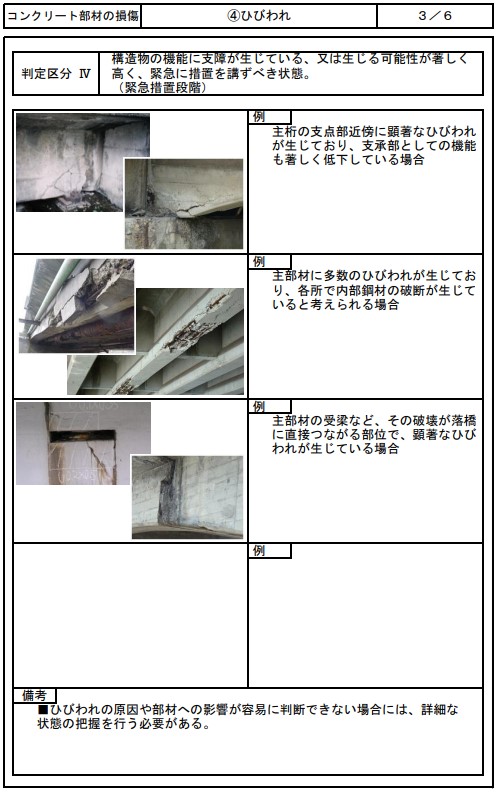 コンクリート部材の損傷
④ひびわれ
3／6
判定区分 Ⅳ
構造物の機能に支障が生じている、又は生じる可能性が著しく
高く、緊急に措置を講ずべき状態。
（緊急措置段階）
例
主桁の支点部近傍に顕著なひびわれ
が生じており、支承部としての機能
も著しく低下している場合
例
主部材に多数のひびわれが生じてお
り、各所で内部鋼材の破断が生じて
いると考えられる場合
例
主部材の受梁など、その破壊が落橋
に直接つながる部位で、顕著なひび
われが生じている場合
例
備考
■ひびわれの原因や部材への影響が容易に判断できない場合には、詳細な
状態の把握を行う必要がある。